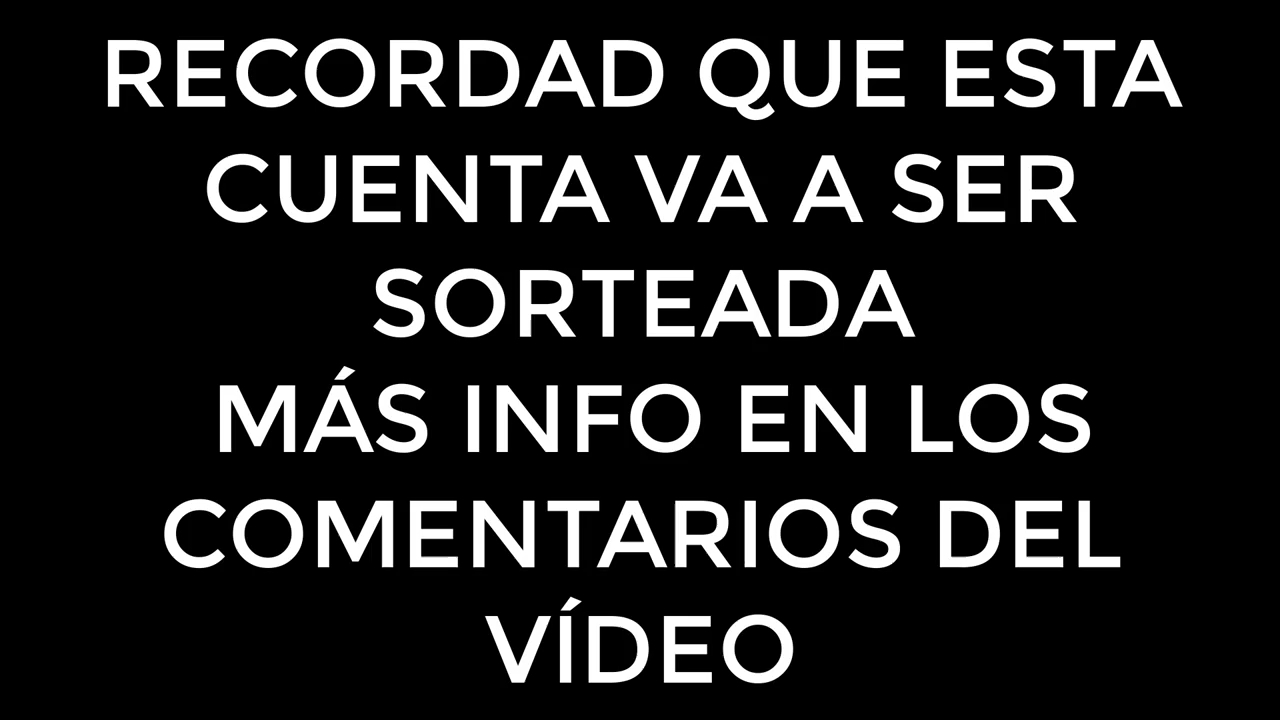 RECORDAD QUE ESTA
CUENTA VA A SER
SORTEADA
MÁS INFO EN LOS
COMENTARIOS DEL
VÍDEO